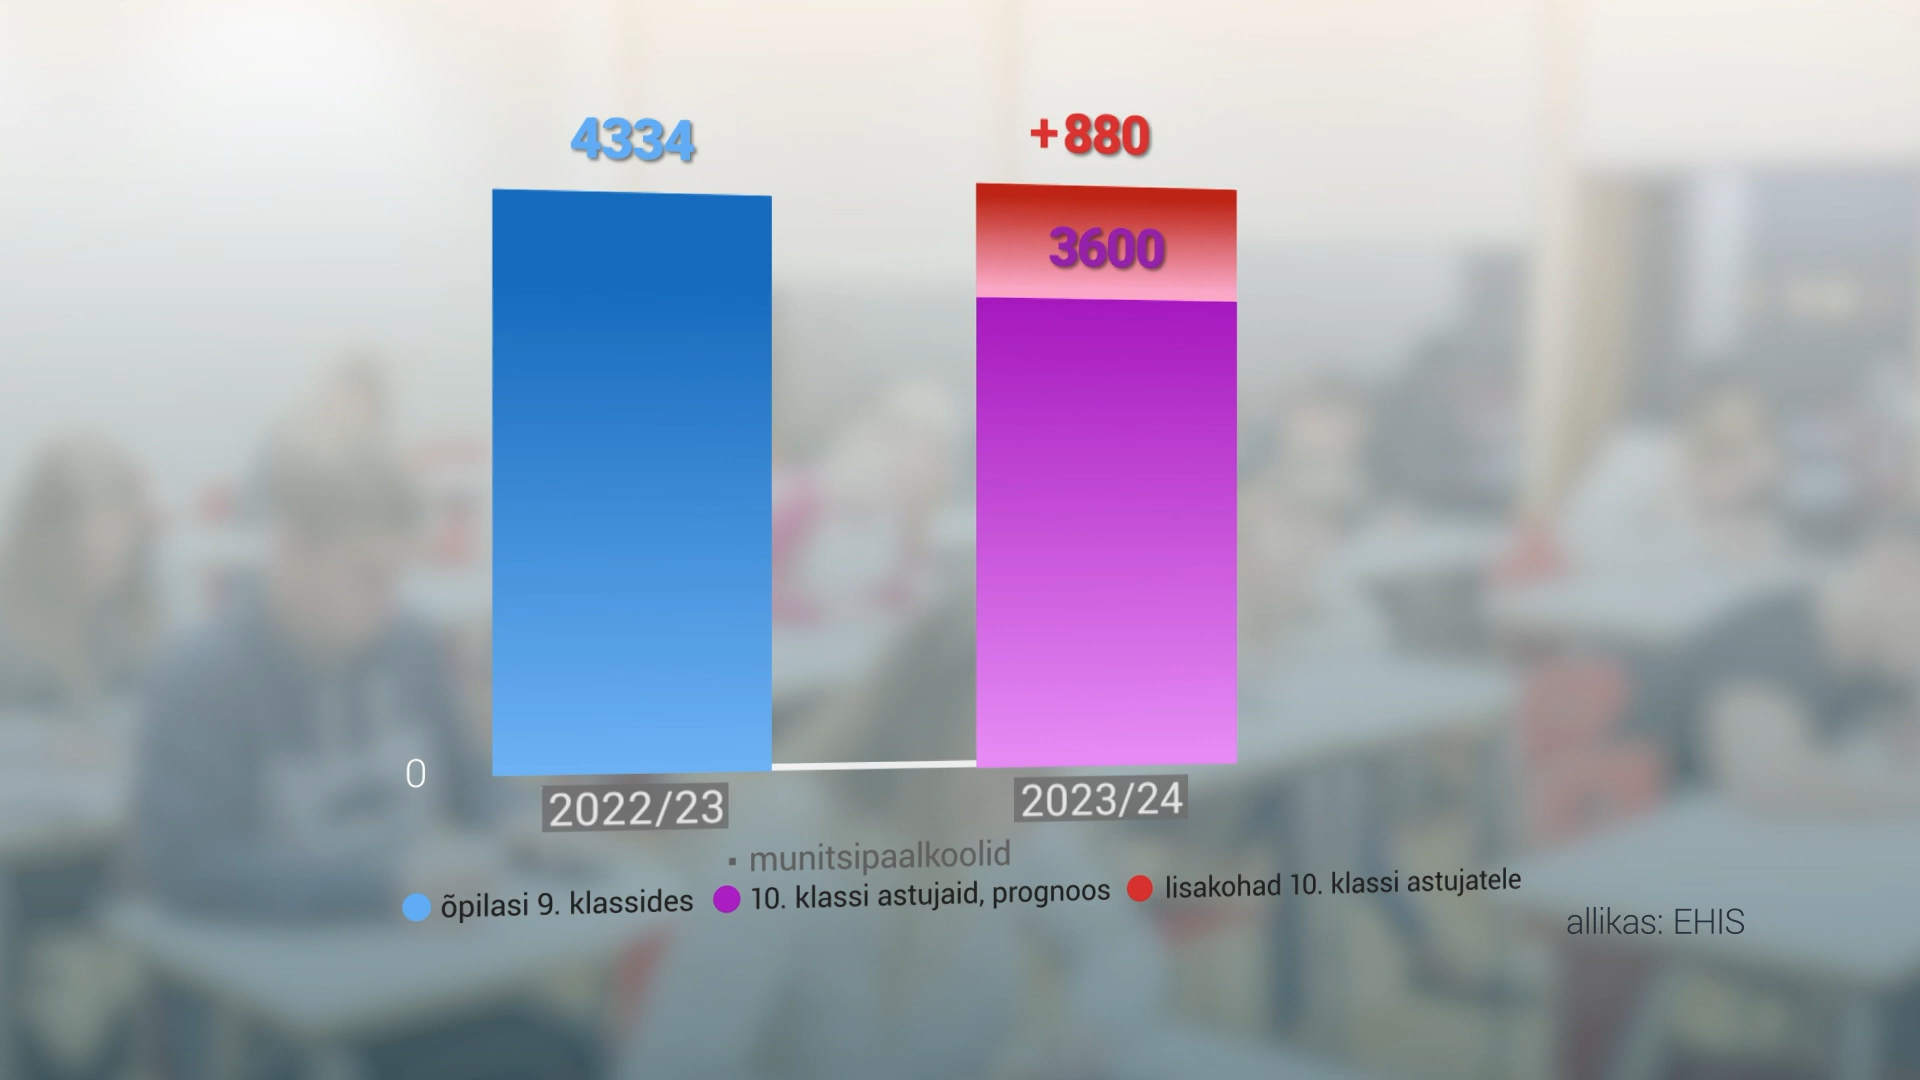 4334
+880
3600
0
2022/23
2023/24
▪ munitsipaalkoolid
õpilasi 9. klassides
10. klassi astujaid, prognoos
lisakohad 10. klassi astujatele
allikas: EHIS